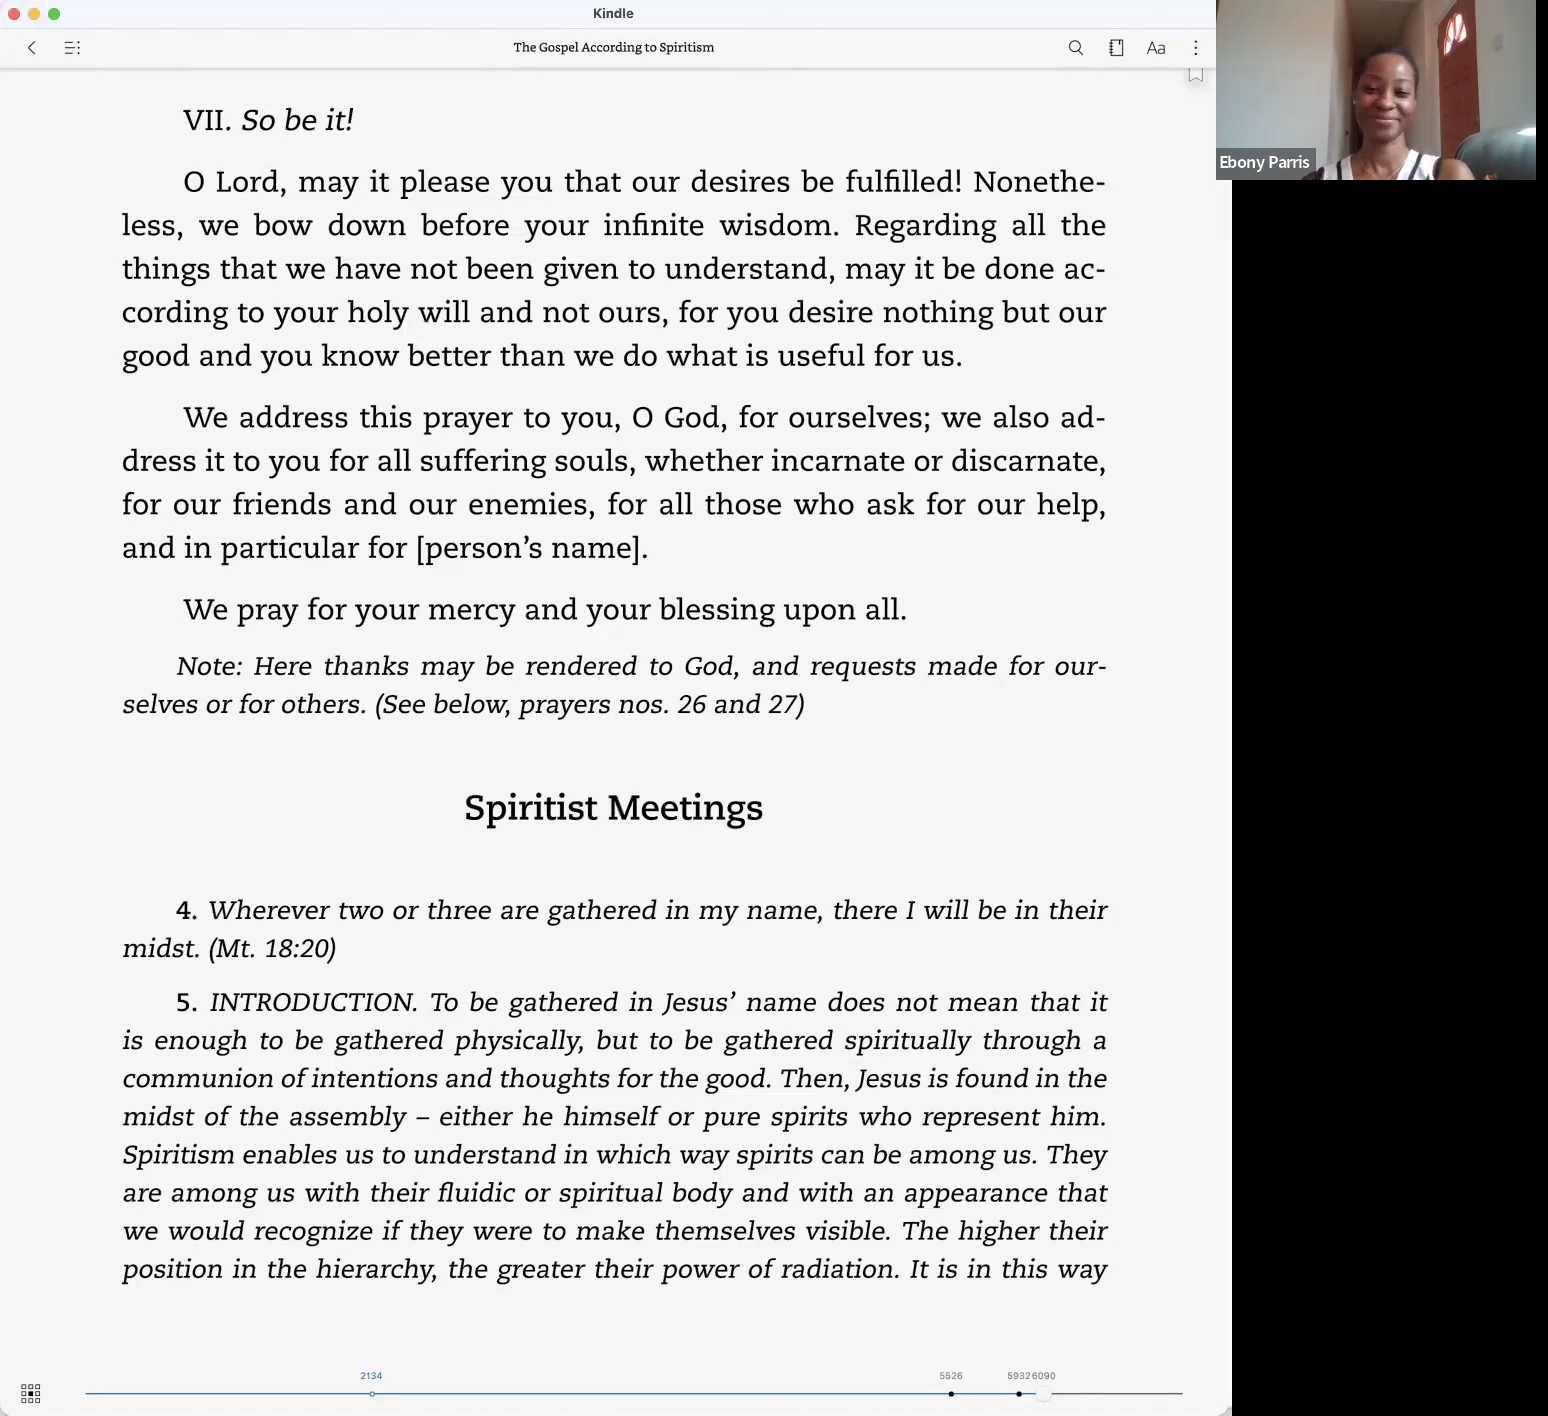 Kindle
The Gospel According to Spiritism
Aa
Ebony Parris
VII. So be it!
O Lord, may it please you that our desires be fulfilled! Nonethe-
less, we bow down before your infinite wisdom. Regarding all the
things that we have not been given to understand, may it be done ac-
cording to your holy will and not ours, for you desire nothing but our
good and you know better than we do what is useful for us.
We address this prayer to you, O God, for ourselves; we also ad-
dress it to you for all suffering souls, whether incarnate or discarnate,
for our friends and our enemies, for all those who ask for our help,
and in particular for [person’s name].
We pray for your mercy and your blessing upon all.
Note: Here thanks may be rendered to God, and requests made for our-
selves or for others. (See below, prayers nos. 26 and 27)
Spiritist Meetings
4. Wherever two or three are gathered in my name, there I will be in their
midst. (Mt. 18:20)
5. INTRODUCTION. To be gathered in Jesus’ name does not mean that it
is enough to be gathered physically, but to be gathered spiritually through a
communion of intentions and thoughts for the good. Then, Jesus is found in the
midst of the assembly – either he himself or pure spirits who represent him.
Spiritism enables us to understand in which way spirits can be among us. They
are among us with their fluidic or spiritual body and with an appearance that
we would recognize if they were to make themselves visible. The higher their
position in the hierarchy, the greater their power of radiation. It is in this way
2134 5526 5932 6090